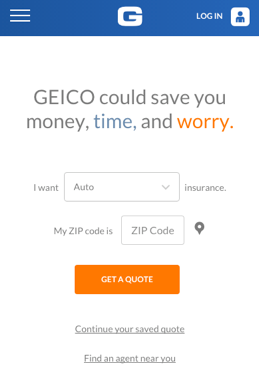 G
LOG IN
GEICO could save you
money, time, and worry.
I want Auto insurance.
My ZIP code is ZIP Code
GET A QUOTE
Continue your saved quote
Find an agent near you